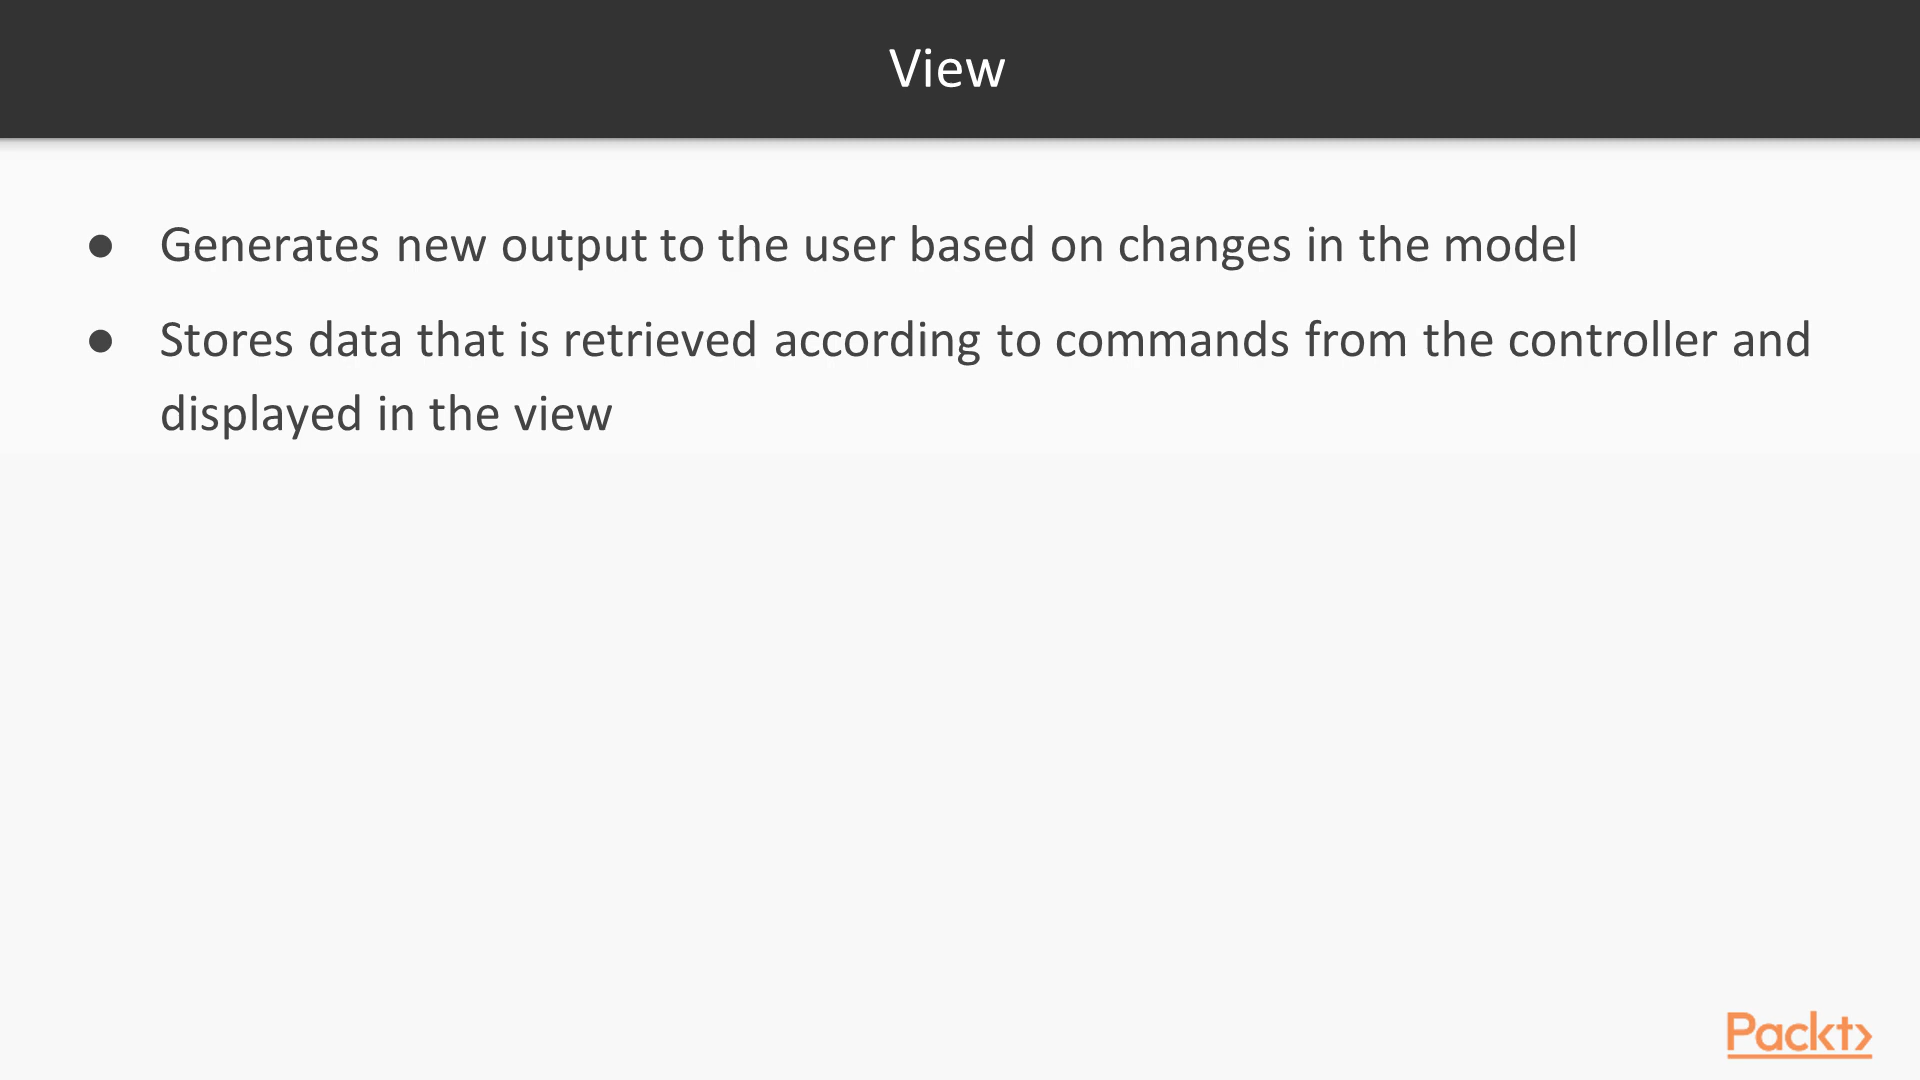 View
● Generates new output to the user based on changes in the model
● Stores data that is retrieved according to commands from the controller and
displayed in the view
Packt>